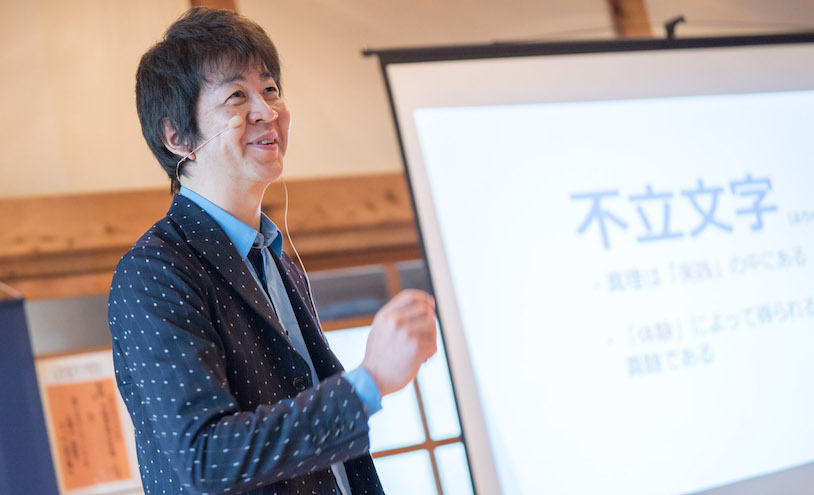 不立文字
・真理は「実践」の中にある
・「体験」によって得られる
真髄である